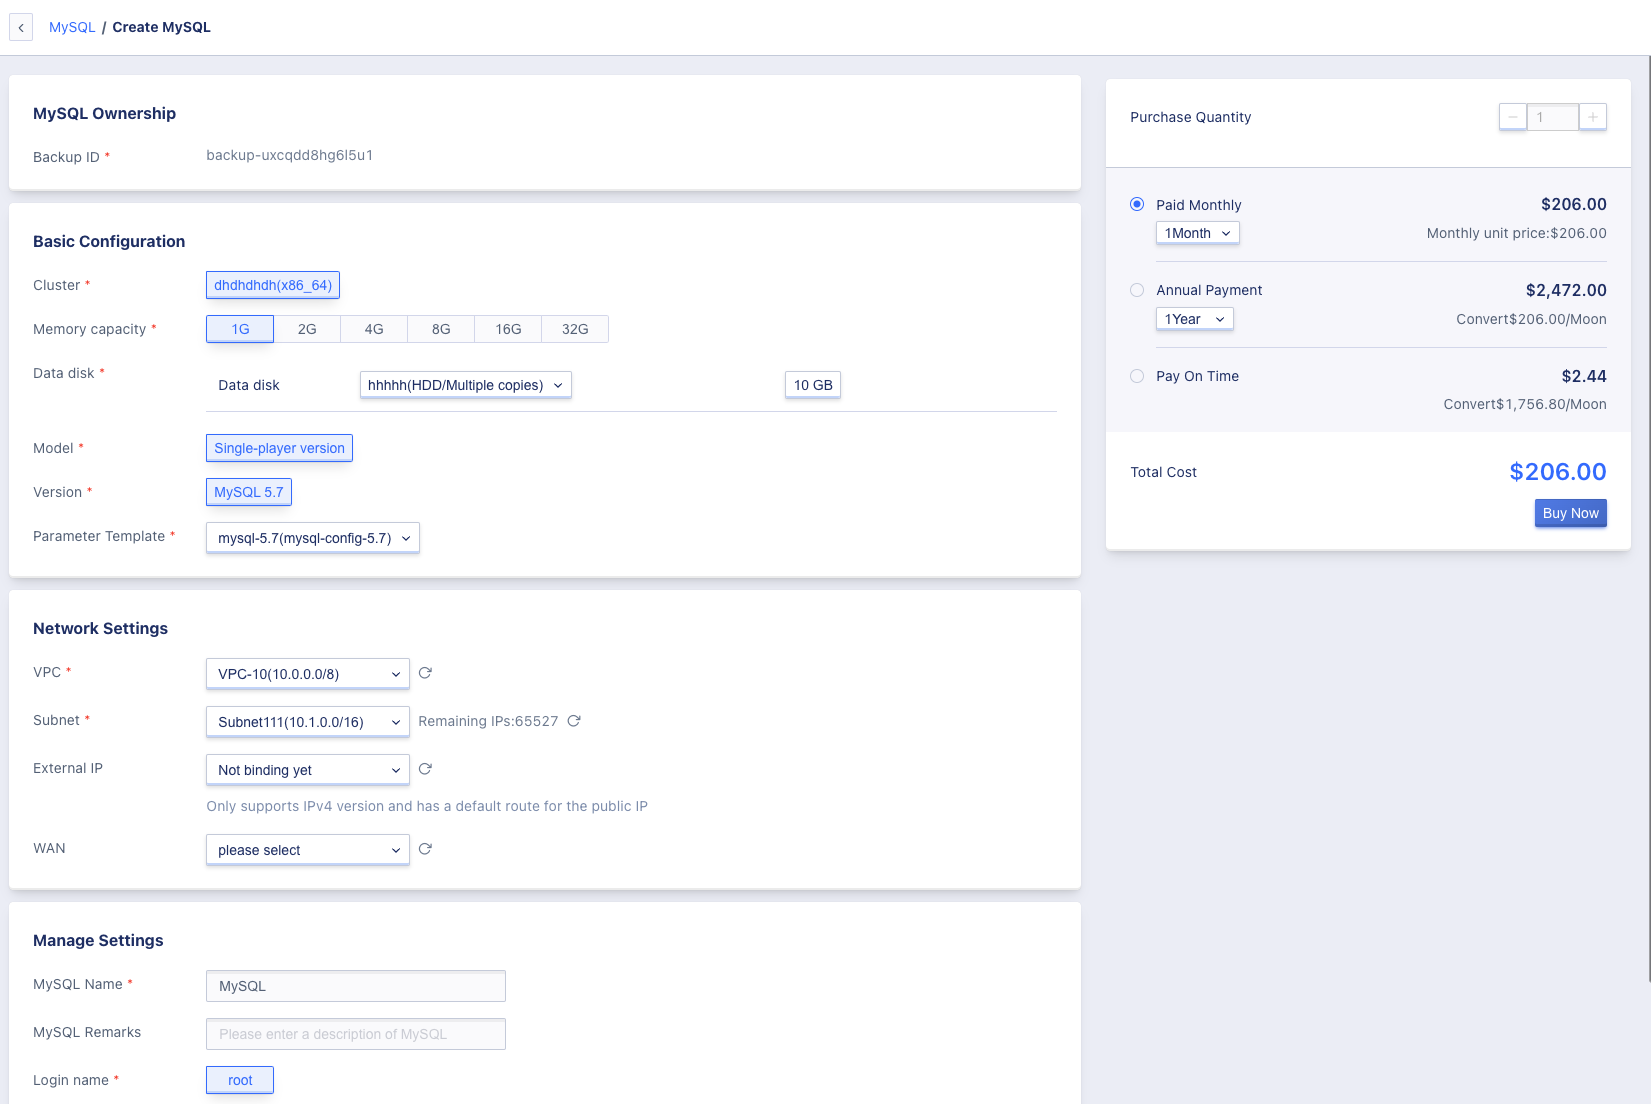 MySQL / Create MySQL
MySQL Ownership
Backup ID *
backup-uxcqdd8hg6l5u1
Basic Configuration
Cluster *
dhdhdhdh(x86_64)
Memory capacity *
1G 2G 4G 8G 16G 32G
Data disk *
Data disk
hhhhh(HDD/Multiple copies)
10 GB
Model *
Single-player version
Version *
MySQL 5.7
Parameter Template *
mysql-5.7(mysql-config-5.7)
Network Settings
VPC *
VPC-10(10.0.0.0/8)
Subnet *
Subnet111(10.1.0.0/16)
Remaining IPs:65527
External IP
Not binding yet
Only supports IPv4 version and has a default route for the public IP
WAN
please select
Manage Settings
MySQL Name *
MySQL
MySQL Remarks
Please enter a description of MySQL
Login name *
root
Purchase Quantity
1
Paid Monthly
$206.00
1Month
Monthly unit price:$206.00
Annual Payment
$2,472.00
1Year
Convert$206.00/Moon
Pay On Time
$2.44
Convert$1,756.80/Moon
Total Cost
$206.00
Buy Now